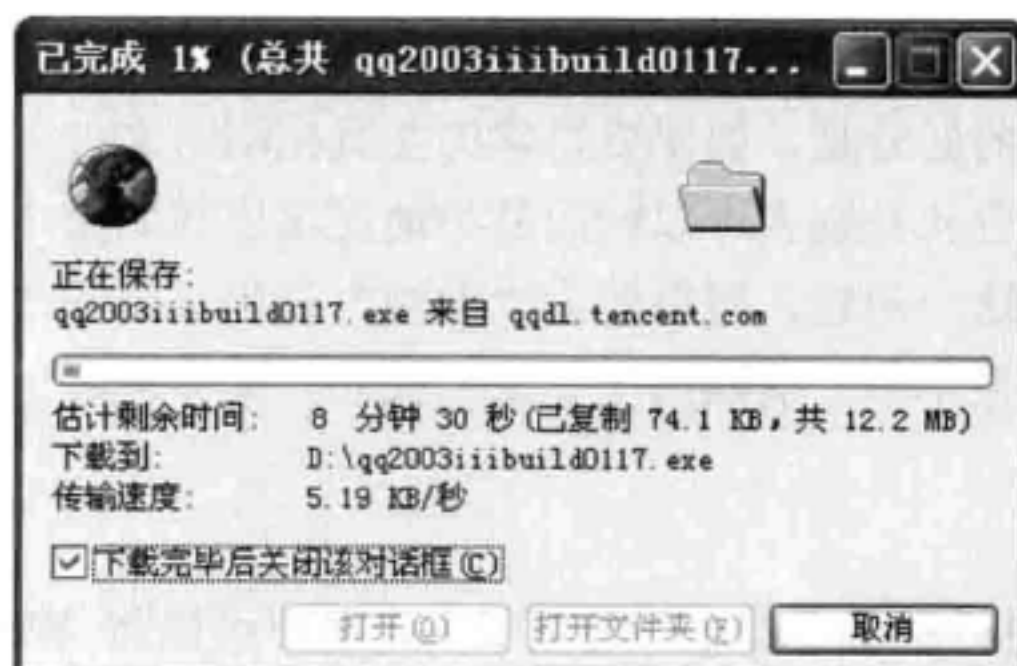 已完成 1% (总共 qq2003iiibuild0117...
正在保存:
qq2003iiibuild0117.exe 来自 qqdl.tencent.com
估计剩余时间: 8 分钟 30 秒(已复制 74.1 KB，共 12.2 MB)
下载到: D:\qq2003iiibuild0117.exe
传输速度: 5.19 KB/秒
下载完毕后关闭该对话框(C)
打开(O) 打开文件夹(F) 取消